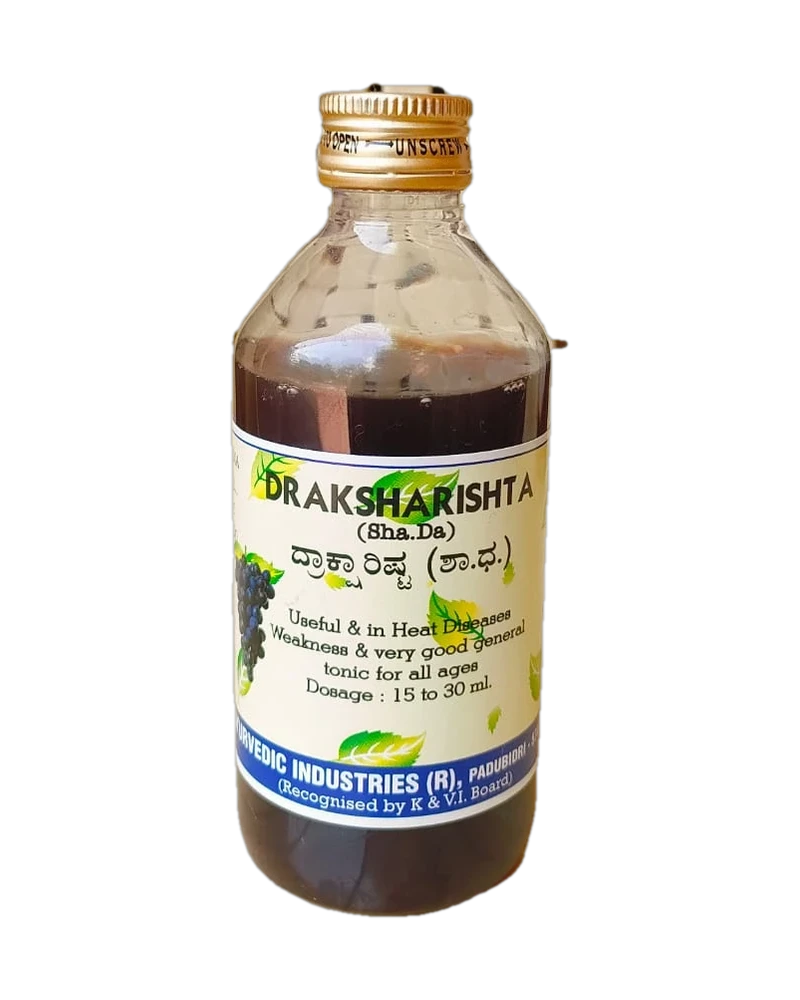 OPEN UNSCREW
DRAKSHARISHTA
(Sha.Da)
ದ್ರಾಕ್ಷಾರಿಷ್ಟ (ಶಾ.ಧ.)
Useful & in Heat Diseases
Weakness & very good general
tonic for all ages
Dosage : 15 to 30 ml.
INDUSTRIES (R), PADUBIDRI -
(Recognised by K & V.I. Board)